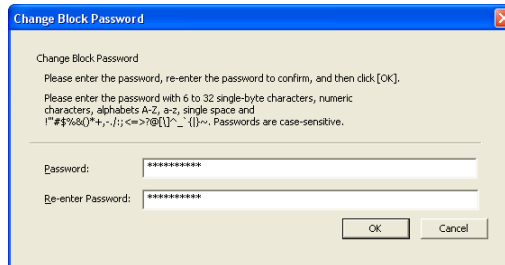 Change Block Password
Change Block Password
Please enter the password, re-enter the password to confirm, and then click [OK].
Please enter the password with 6 to 32 single-byte characters, numeric
characters, alphabets A-Z, a-z, single space and
!"'#$%&()*+,-./:;<=>?@[\]^_`{|}~. Passwords are case-sensitive.
Password: **********
Re-enter Password: **********
OK Cancel